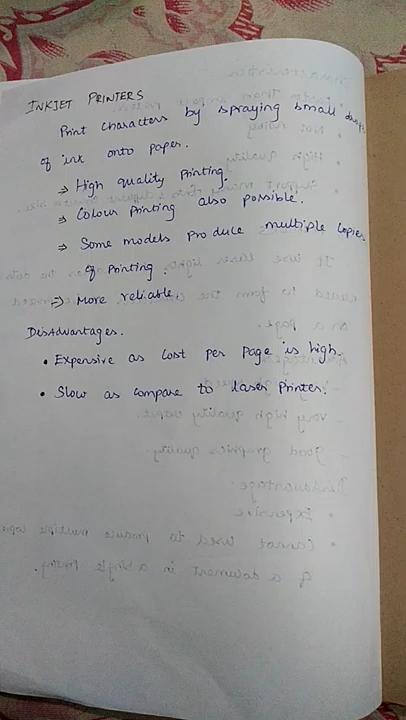 INKJET PRINTERS
Print characters by spraying small drops
of ink onto paper.
⇒ High quality Printing.
⇒ Colour Printing also possible.
⇒ Some models Produce multiple Copies
of Printing.
⇒ More reliable.
DisAdvantages.
• Expensive as Cost per Page is high.
• Slow as compare to laser Printer.